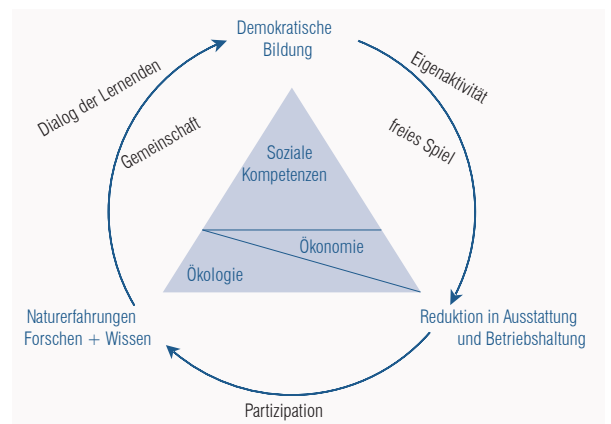 Demokratische
Bildung
Dialog der Lernenden
Gemeinschaft
Eigenaktivität
freies Spiel
Soziale
Kompetenzen
Ökonomie
Ökologie
Naturerfahrungen
Forschen + Wissen
Reduktion in Ausstattung
und Betriebshaltung
Partizipation